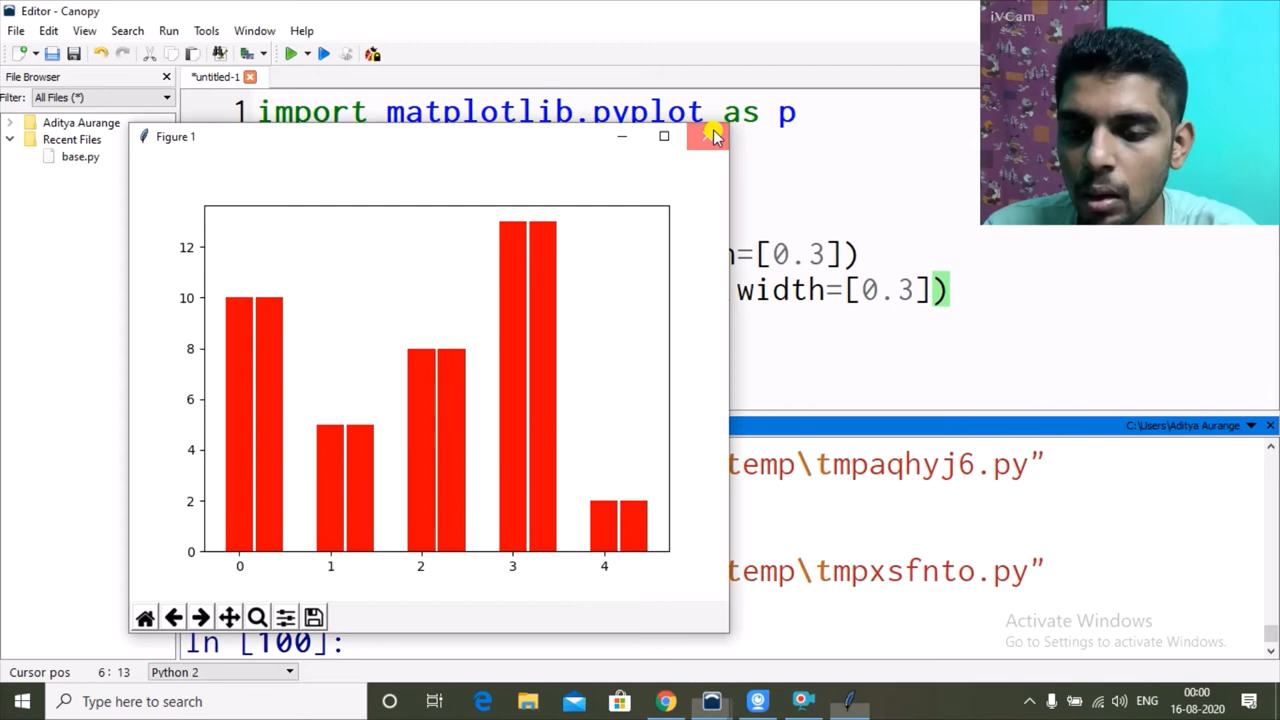 Editor - Canopy
iVCam
File Edit View Search Run Tools Window Help
File Browser
*untitled-1
Filter: All Files (*)
Aditya Aurange
Recent Files
base.py
1 import matplotlib.pyplot as p
Figure 1
=[0.3])
width=[0.3])
12
10
8
6
4
2
0
0 1 2 3 4
C:\Users\Aditya Aurange
temp\tmpaqhyj6.py"
temp\tmpxsfnto.py"
In [100]:
Activate Windows
Go to Settings to activate Windows.
Cursor pos 6: 13 Python 2
Type here to search
ENG
00:00
16-08-2020